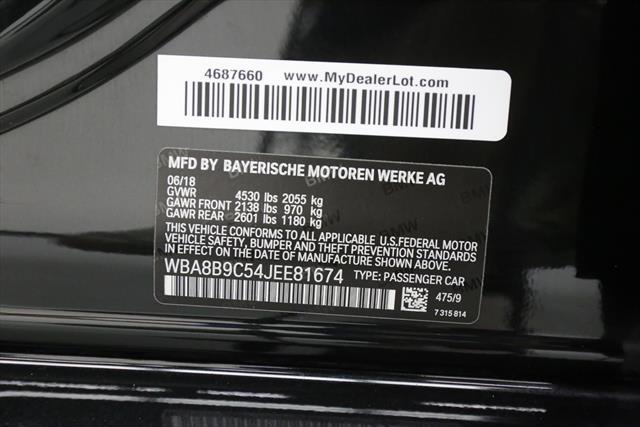 4687660 www.MyDealerLot.com
MFD BY BAYERISCHE MOTOREN WERKE AG
06/18
GVWR 4530 lbs 2055 kg
GAWR FRONT 2138 lbs 970 kg
GAWR REAR 2601 lbs 1180 kg
THIS VEHICLE CONFORMS TO ALL APPLICABLE U.S.FEDERAL MOTOR
VEHICLE SAFETY, BUMPER AND THEFT PREVENTION STANDARDS
IN EFFECT ON THE DATE OF MANUFACTURE SHOWN ABOVE.
WBA8B9C54JEE81674 TYPE: PASSENGER CAR
475/9
7 315 814